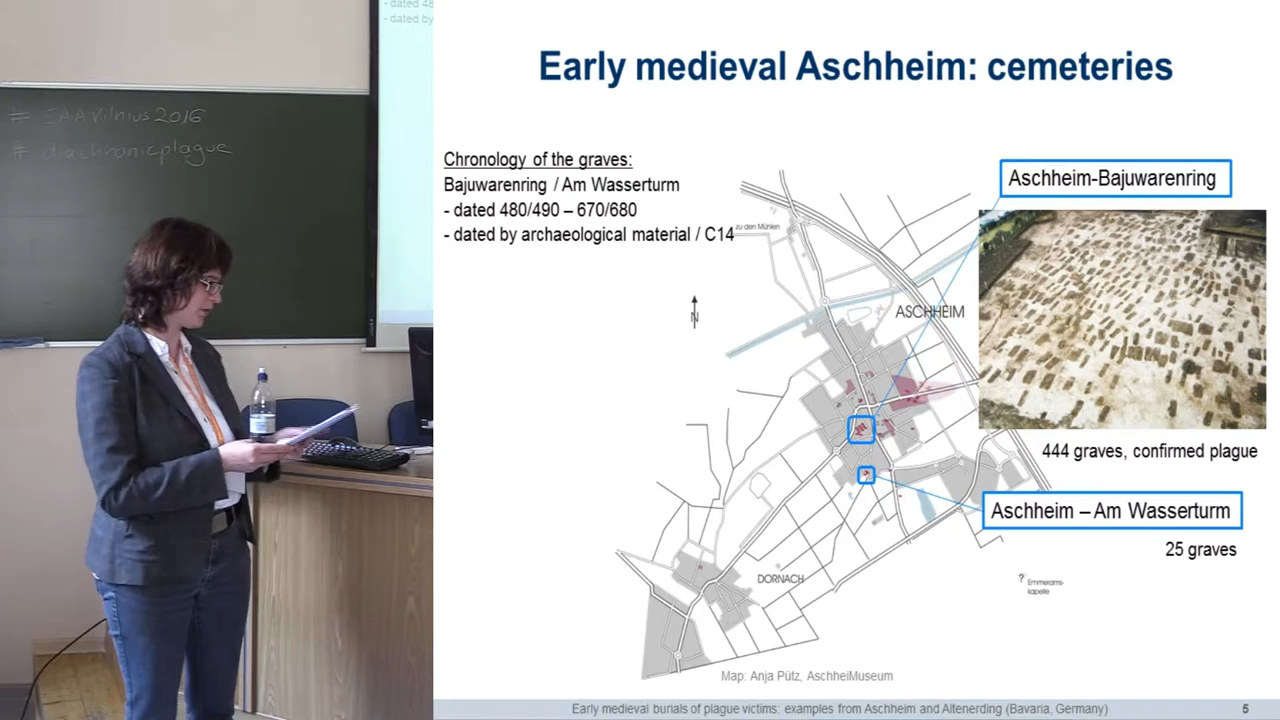 - dated 48
- dated by
# EAAVilnius2016
# diachronicplague
Early medieval Aschheim: cemeteries
Chronology of the graves:
Bajuwarenring / Am Wasserturm
- dated 480/490 – 670/680
- dated by archaeological material / C14
Aschheim-Bajuwarenring
zu den Mühlen
N
ASCHHEIM
444 graves, confirmed plague
Aschheim – Am Wasserturm
25 graves
DORNACH
? Emmerams-
kapelle
Map: Anja Pütz, AschheiMuseum
Early medieval burials of plague victims: examples from Aschheim and Altenerding (Bavaria, Germany)
5